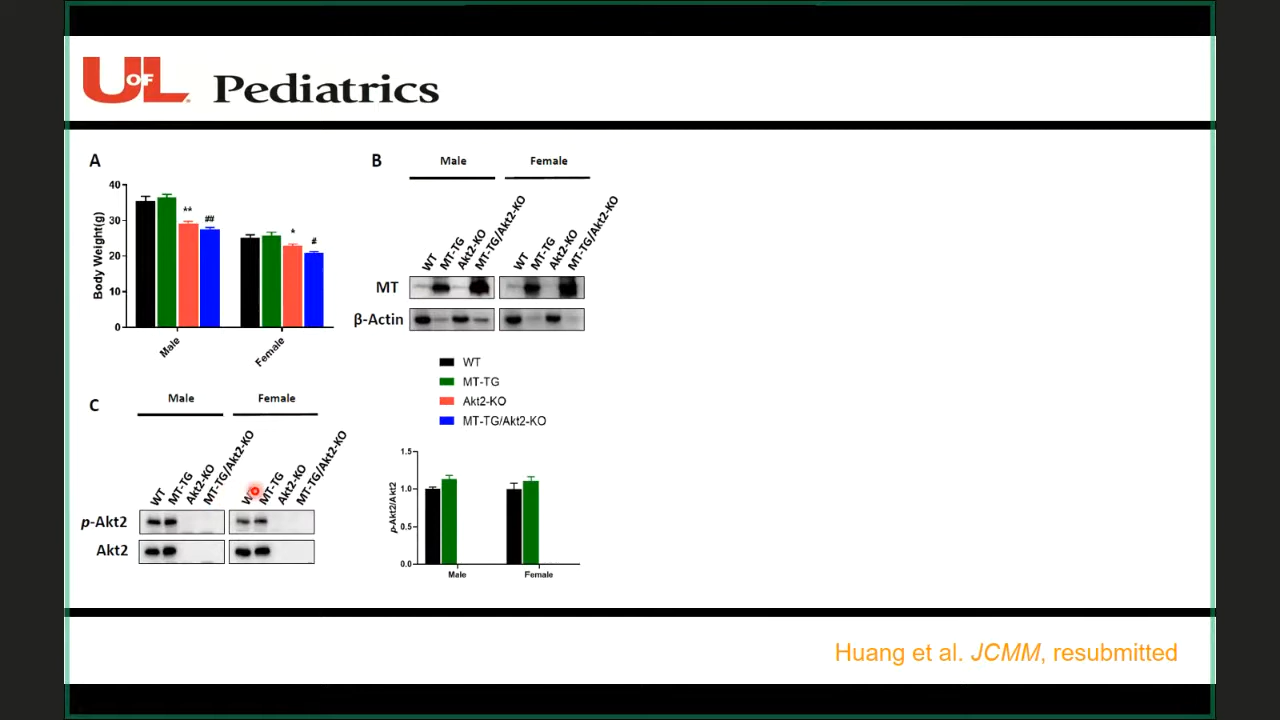 UofL Pediatrics
A
Body Weight(g)
40
30
20
10
0
**
##
*
#
Male
Female
B
Male
Female
WT
MT-TG
Akt2-KO
MT-TG/Akt2-KO
WT
MT-TG
Akt2-KO
MT-TG/Akt2-KO
MT
β-Actin
WT
MT-TG
Akt2-KO
MT-TG/Akt2-KO
C
Male
Female
WT
MT-TG
Akt2-KO
MT-TG/Akt2-KO
MT-TG
Akt2-KO
MT-TG/Akt2-KO
p-Akt2
Akt2
p-Akt2/Akt2
1.5
1.0
0.5
0.0
Male
Female
Huang et al. JCMM, resubmitted